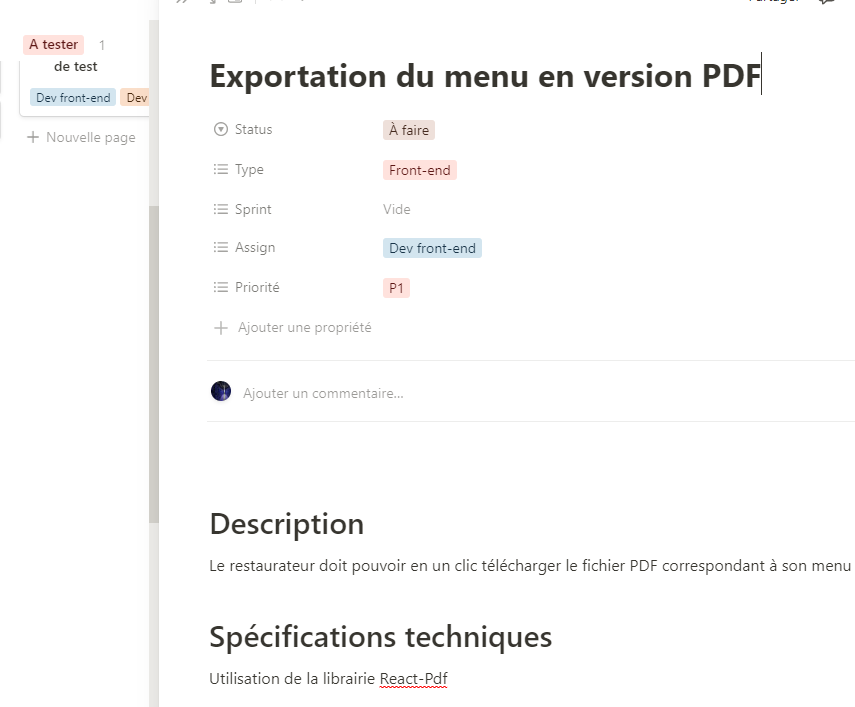 A tester 1
de test
Dev front-end Dev
Nouvelle page
Exportation du menu en version PDF
Status À faire
Type Front-end
Sprint Vide
Assign Dev front-end
Priorité P1
Ajouter une propriété
Ajouter un commentaire...
Description
Le restaurateur doit pouvoir en un clic télécharger le fichier PDF correspondant à son menu
Spécifications techniques
Utilisation de la librairie React-Pdf